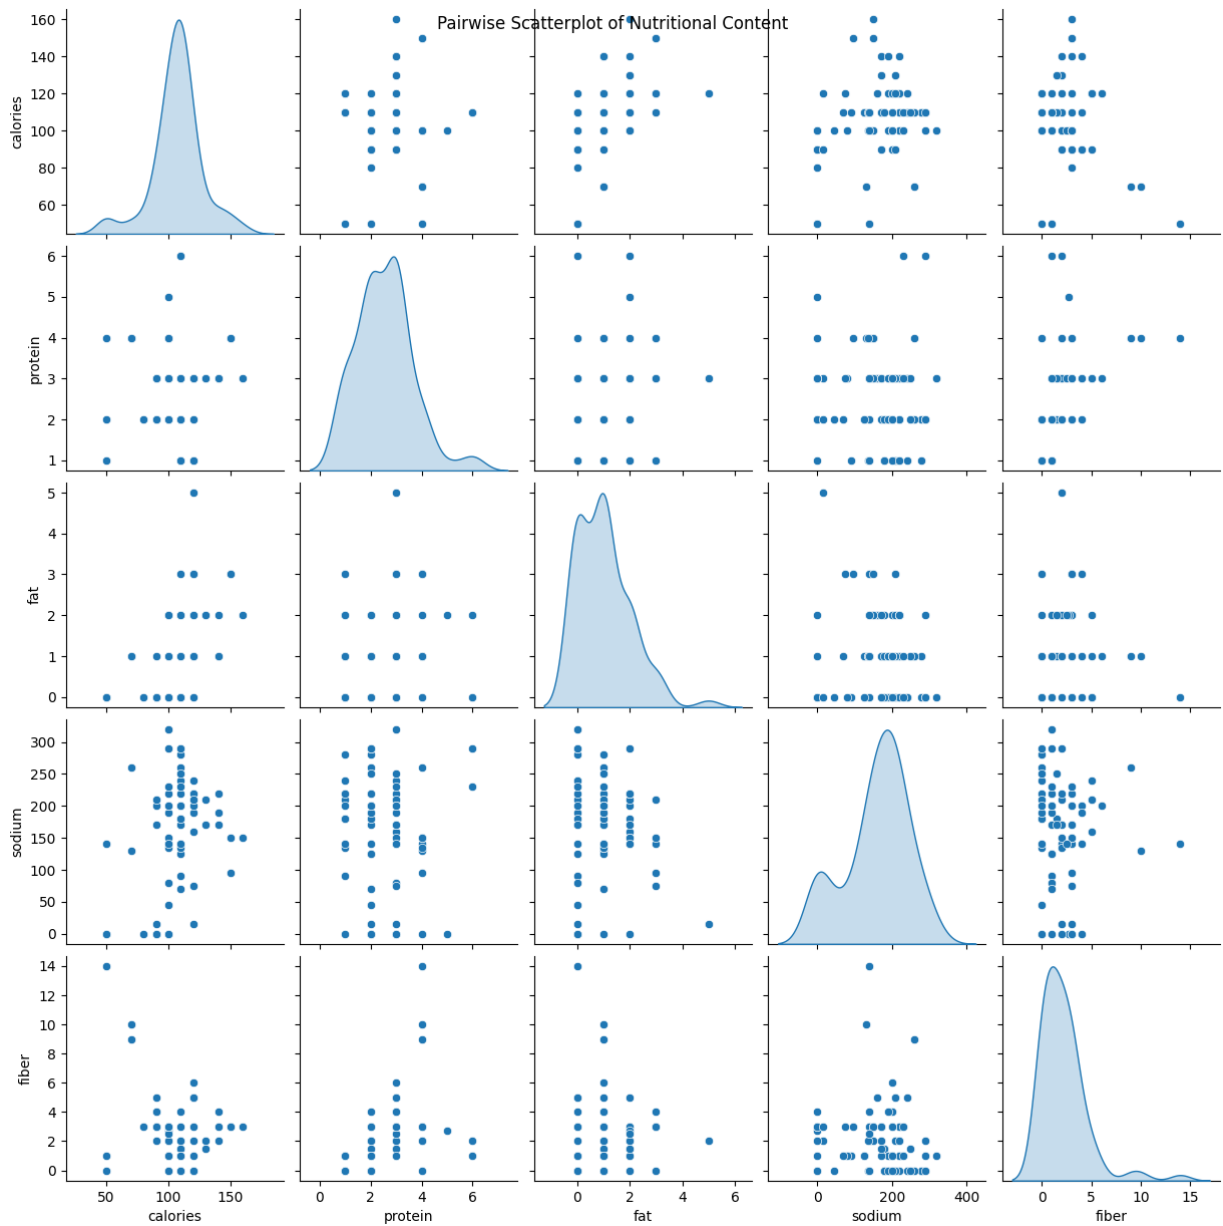 Pairwise Scatterplot of Nutritional Content
160
140
120
100
80
60
calories
6
5
4
3
2
1
protein
5
4
3
2
1
0
fat
300
250
200
150
100
50
0
sodium
14
12
10
8
6
4
2
0
fiber
50 100 150
calories
0 2 4 6
protein
0 2 4 6
fat
0 200 400
sodium
0 5 10 15
fiber